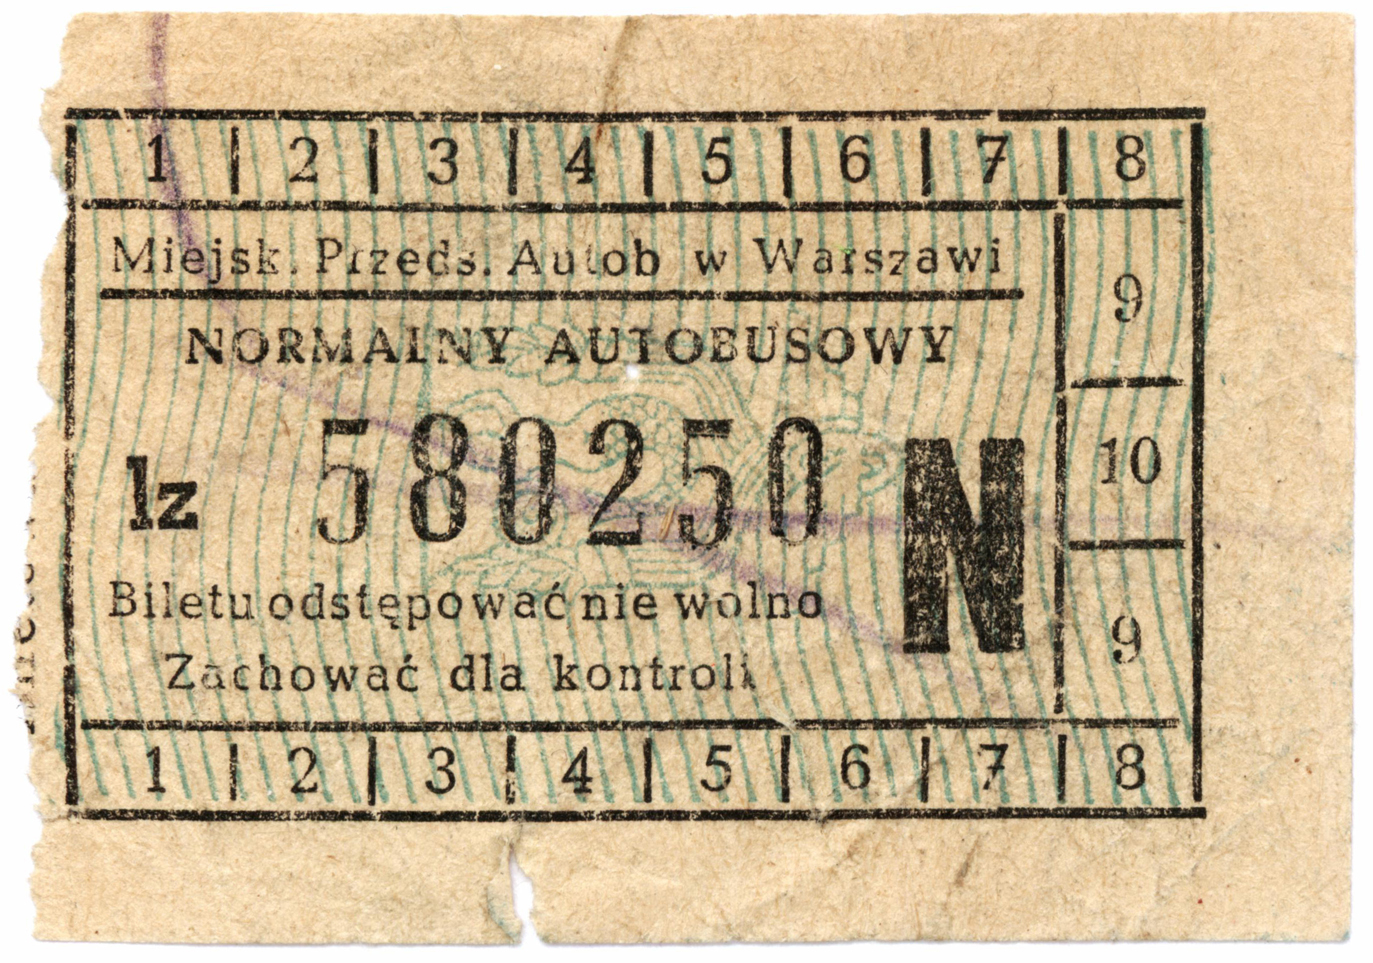 1 2 3 4 5 6 7 8
Miejsk. Przeds. Autob w Warszawi
9
NORMALNY AUTOBUSOWY
lz 580250 N
10
Biletu odstępować nie wolno
9
Zachować dla kontroli
1 2 3 4 5 6 7 8